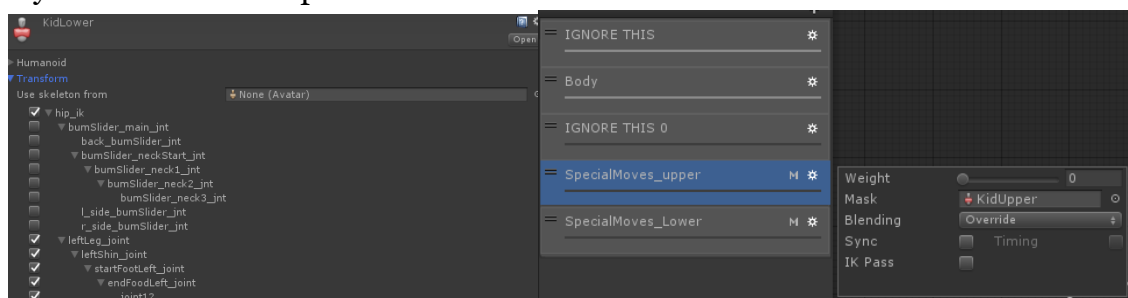 KidLower
Open
Humanoid
Transform
Use skeleton from
None (Avatar)
hip_ik
bumSlider_main_jnt
back_bumSlider_jnt
bumSlider_neckStart_jnt
bumSlider_neck1_jnt
bumSlider_neck2_jnt
bumSlider_neck3_jnt
l_side_bumSlider_jnt
r_side_bumSlider_jnt
leftLeg_joint
leftShin_joint
startFootLeft_joint
endFoodLeft_joint
joint12
IGNORE THIS
Body
IGNORE THIS 0
SpecialMoves_upper M
SpecialMoves_Lower M
Weight 0
Mask KidUpper
Blending Override
Sync Timing
IK Pass